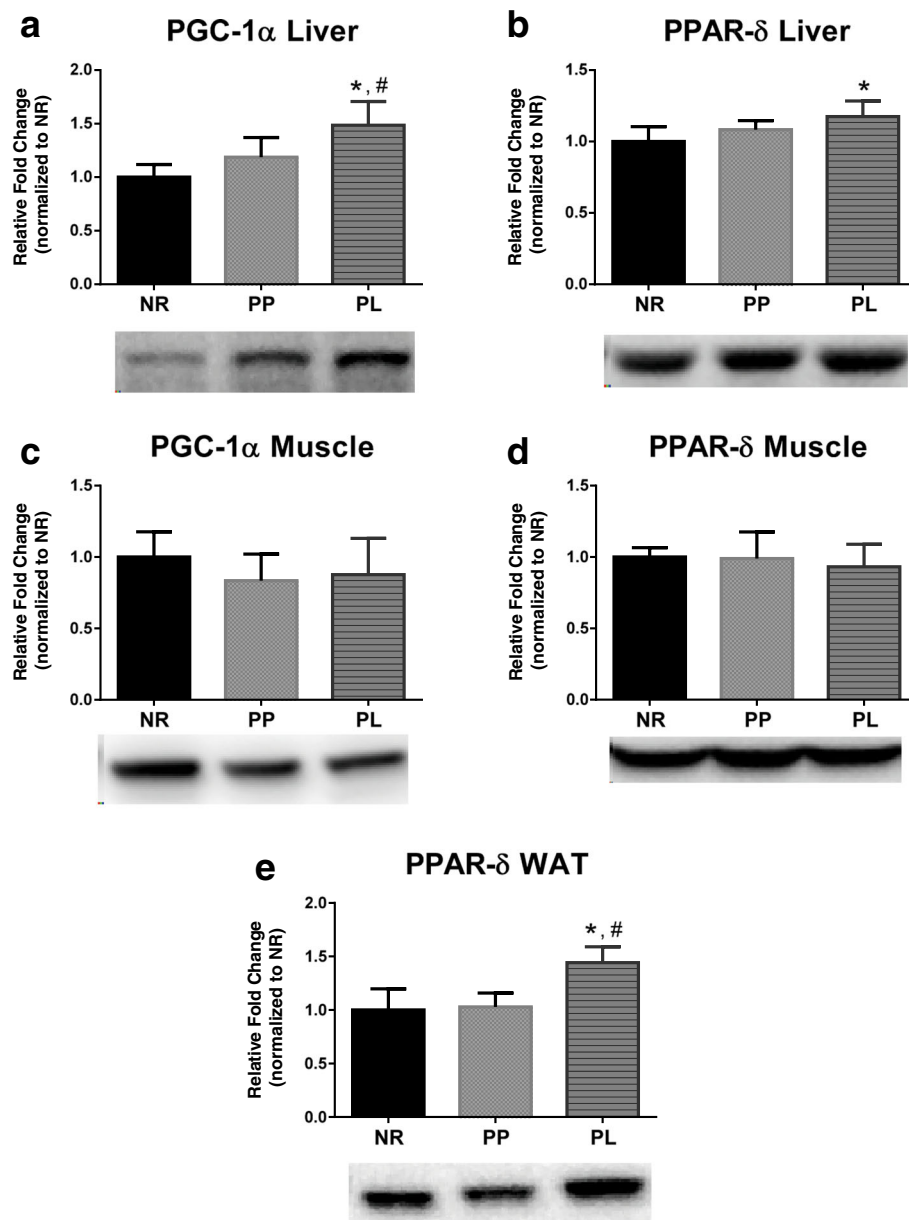 a
PGC-1α Liver
Relative Fold Change
(normalized to NR)
2.0
1.5
1.0
0.5
0.0
*, #
NR PP PL
b
PPAR-δ Liver
Relative Fold Change
(normalized to NR)
1.5
1.0
0.5
0.0
*
NR PP PL
c
PGC-1α Muscle
Relative Fold Change
(normalized to NR)
1.5
1.0
0.5
0.0
NR PP PL
d
PPAR-δ Muscle
Relative Fold Change
(normalized to NR)
1.5
1.0
0.5
0.0
NR PP PL
e
PPAR-δ WAT
Relative Fold Change
(normalized to NR)
2.0
1.5
1.0
0.5
0.0
*, #
NR PP PL